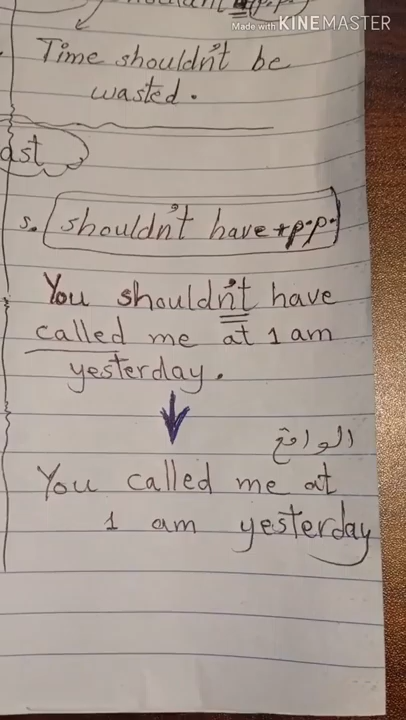 Made with KINEMASTER
Time shouldn't be
wasted.
ast
s. shouldn't have + p.p.
You shouldn't have
called me at 1 am
yesterday.
الواقع
You called me at
1 am yesterday